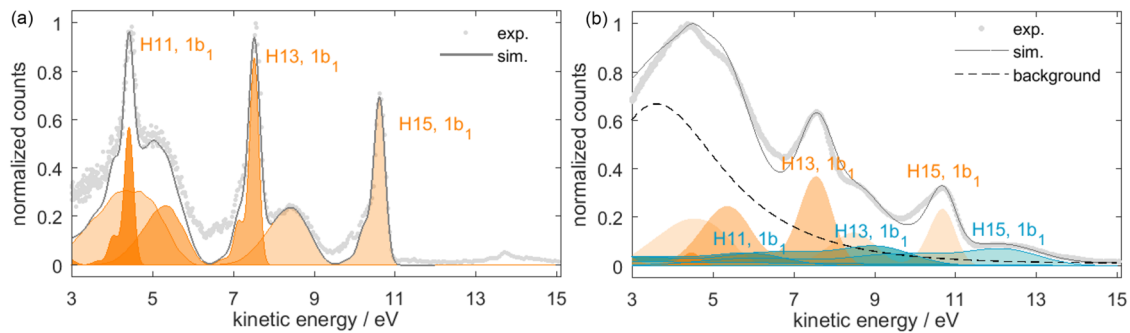 (a)
1
0.8
0.6
0.4
0.2
0
normalized counts
H11, 1b1
H13, 1b1
H15, 1b1
exp.
sim.
3 5 7 9 11 13 15
kinetic energy / eV
(b)
1
0.8
0.6
0.4
0.2
0
normalized counts
exp.
sim.
background
H13, 1b1
H15, 1b1
H11, 1b1
H13, 1b1
H15, 1b1
3 5 7 9 11 13 15
kinetic energy / eV